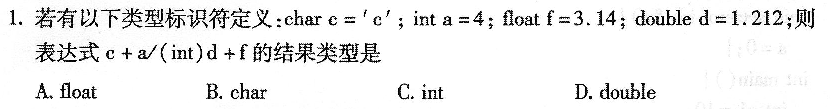 1. 若有以下类型标识符定义:char c = ′c′; int a = 4; float f = 3. 14; double d = 1. 212;则
表达式 c + a/(int)d + f 的结果类型是
A. float B. char C. int D. double